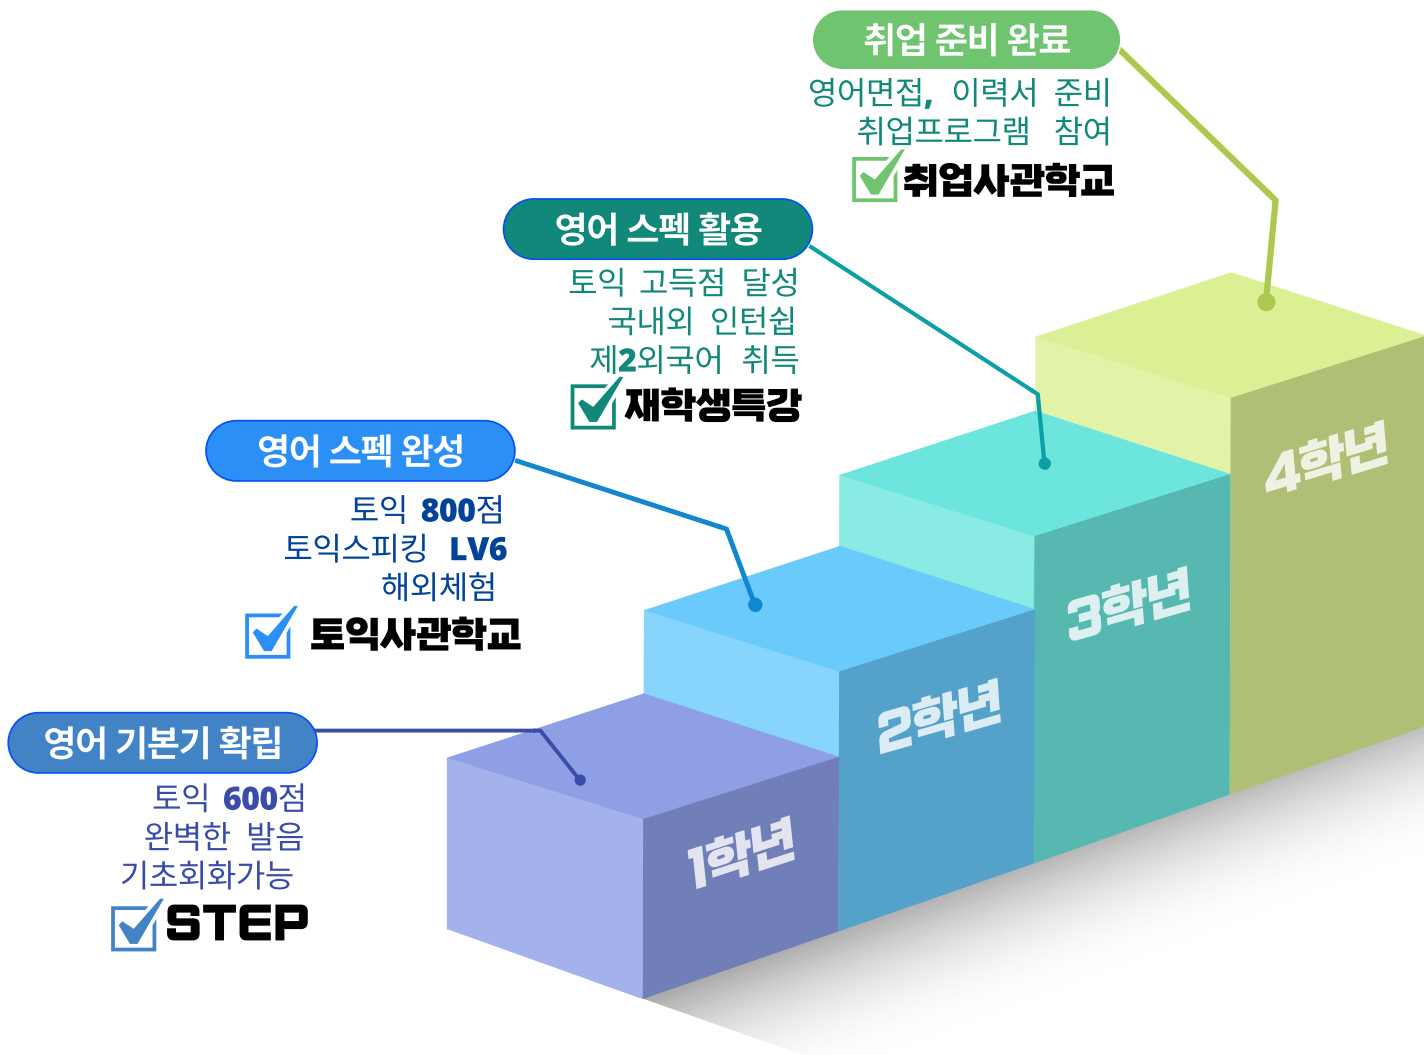 취업 준비 완료
영어면접, 이력서 준비
취업프로그램 참여
취업사관학교
영어 스펙 활용
토익 고득점 달성
국내외 인턴쉽
제2외국어 취득
재학생특강
영어 스펙 완성
토익 800점
토익스피킹 LV6
해외체험
토익사관학교
영어 기본기 확립
토익 600점
완벽한 발음
기초회화가능
STEP
1학년
2학년
3학년
4학년